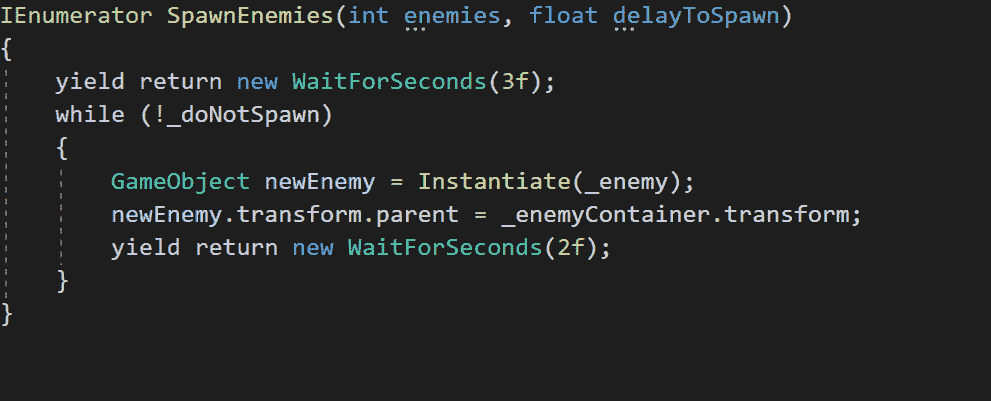 IEnumerator SpawnEnemies(int enemies, float delayToSpawn)
{
yield return new WaitForSeconds(3f);
while (!_doNotSpawn)
{
GameObject newEnemy = Instantiate(_enemy);
newEnemy.transform.parent = _enemyContainer.transform;
yield return new WaitForSeconds(2f);
}
}